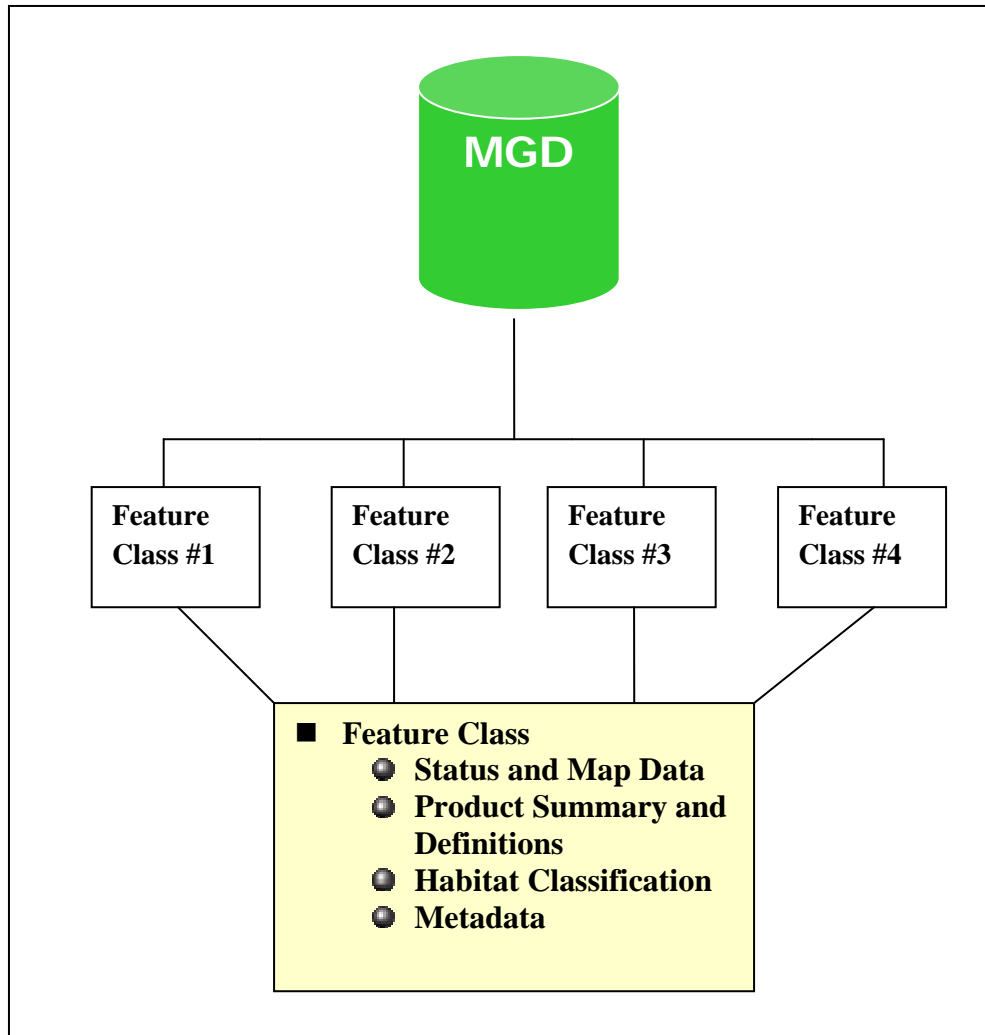 MGD
Feature
Class #1
Feature
Class #2
Feature
Class #3
Feature
Class #4
Feature Class
Status and Map Data
Product Summary and
Definitions
Habitat Classification
Metadata